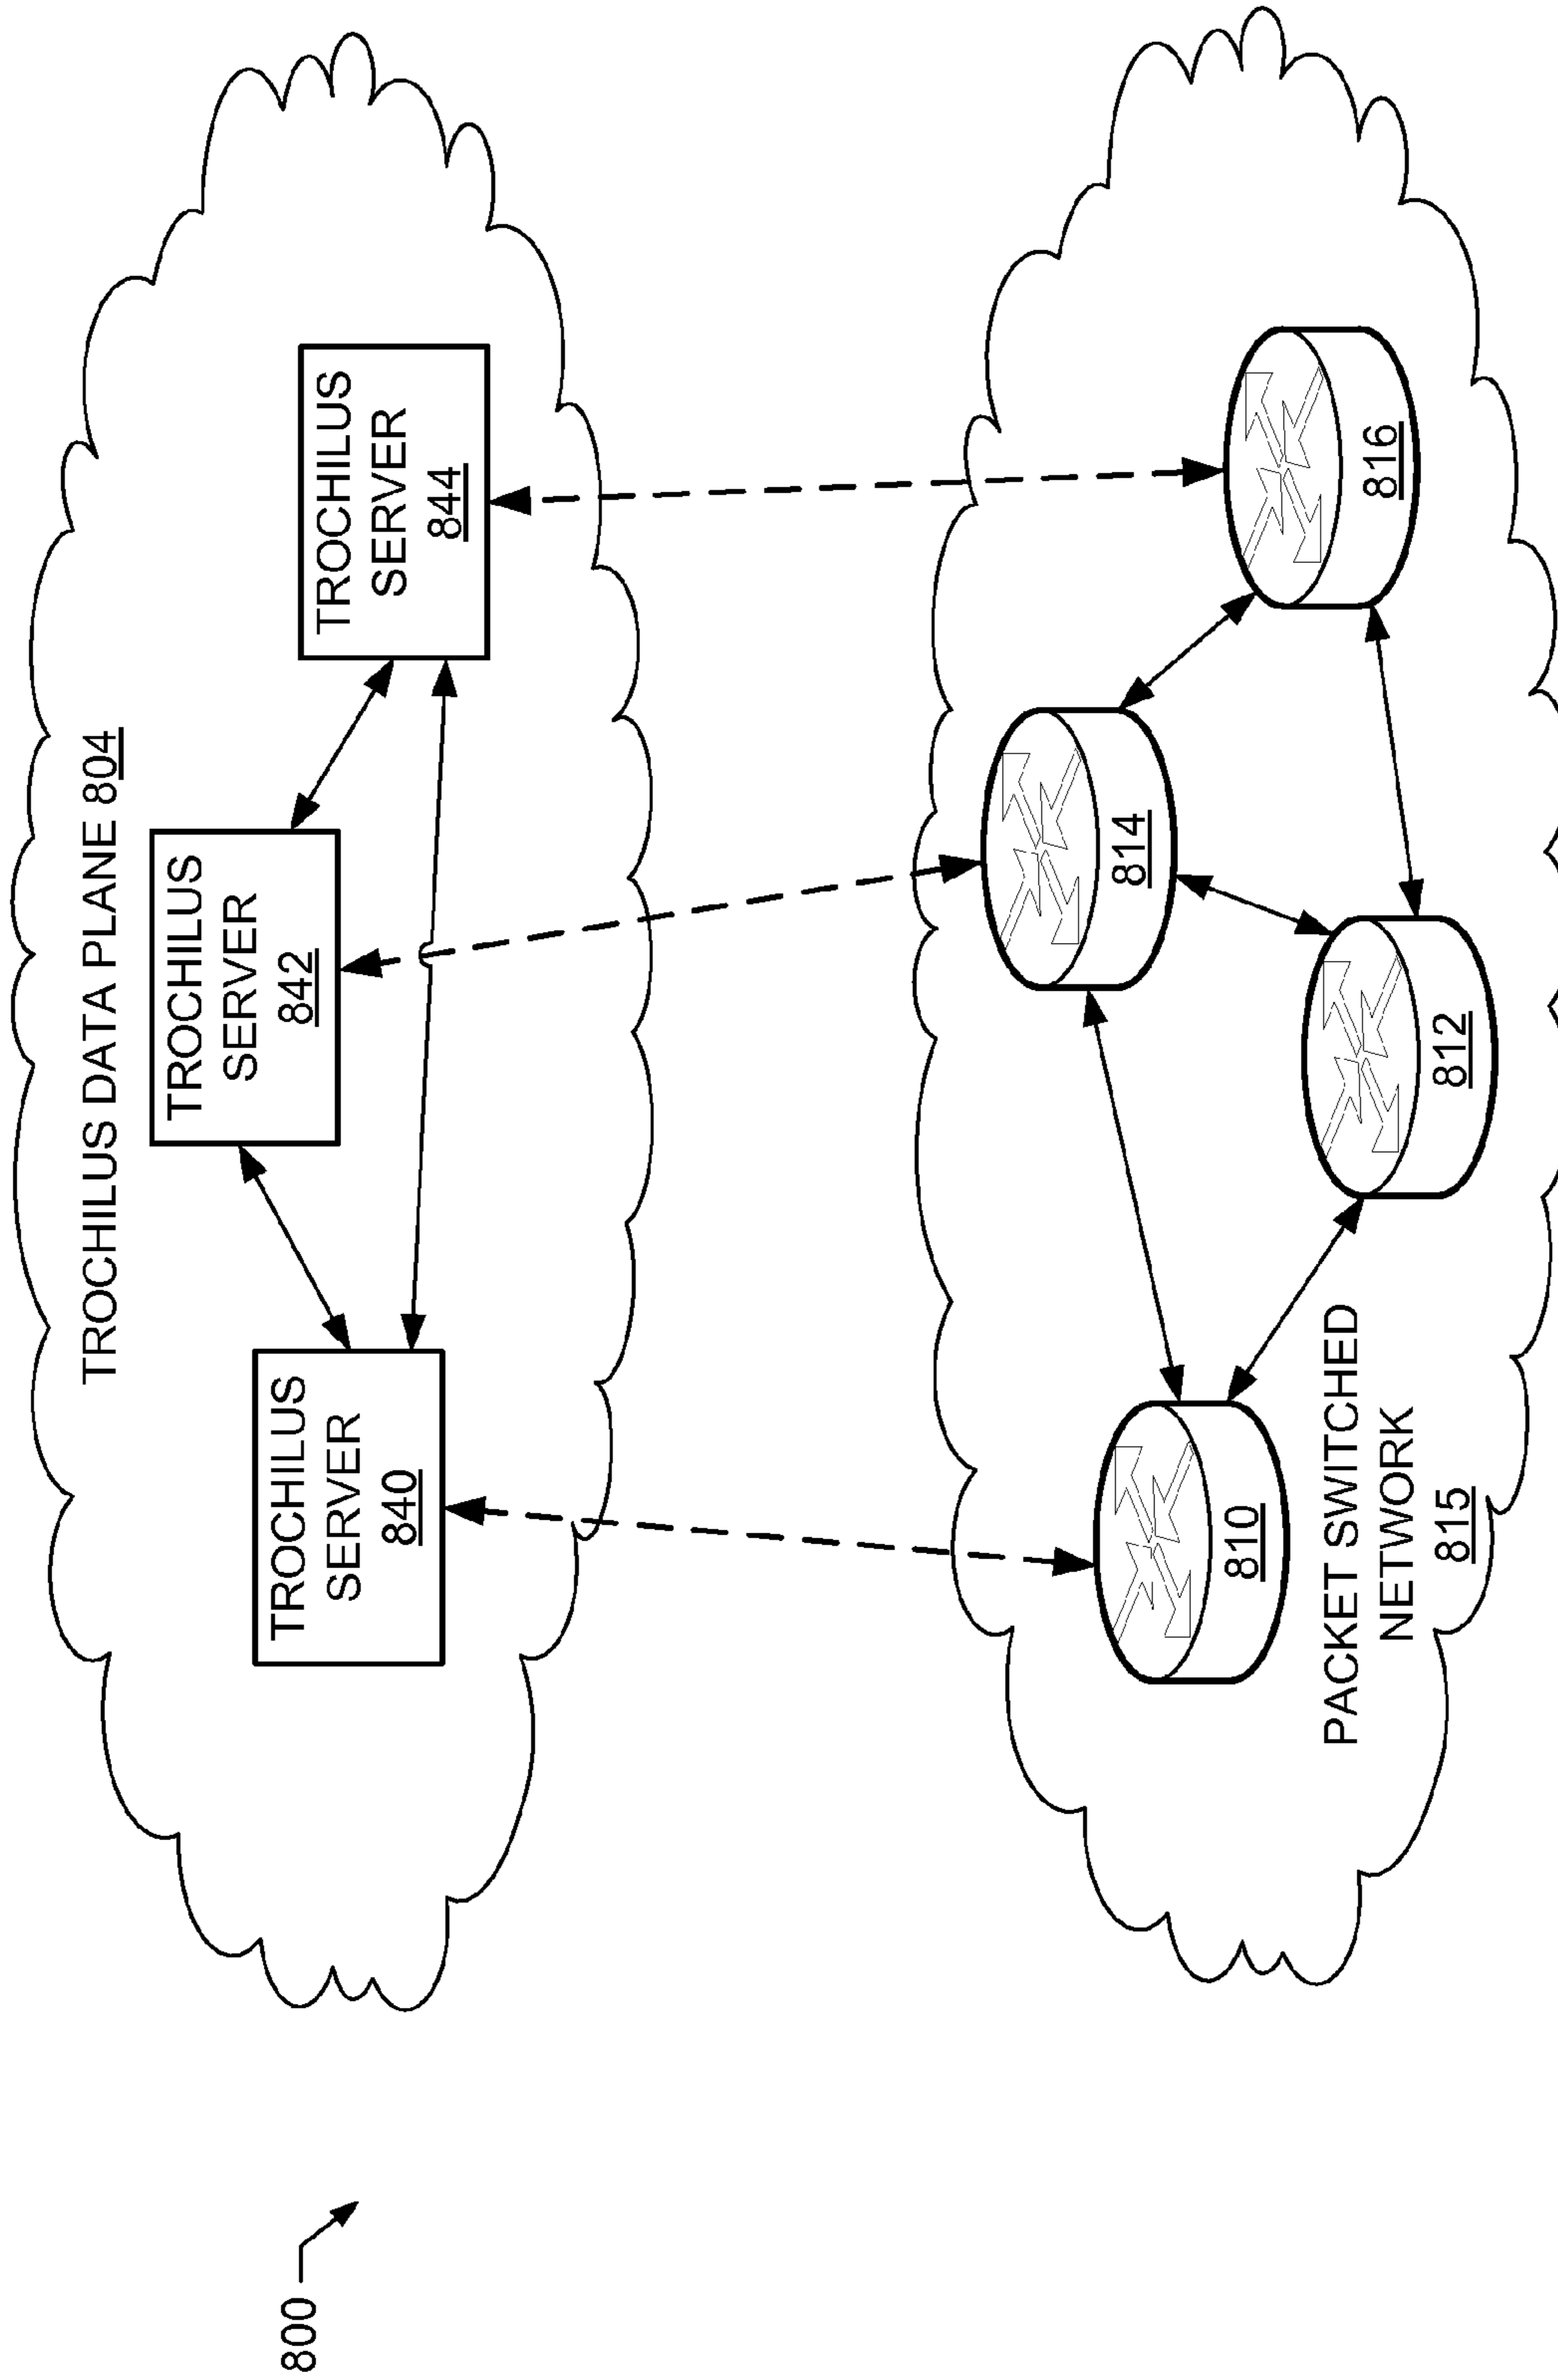 800
TROCHILUS DATA PLANE 804
TROCHILUS
SERVER
840
TROCHILUS
SERVER
842
TROCHILUS
SERVER
844
810
814
812
816
PACKET SWITCHED
NETWORK
815